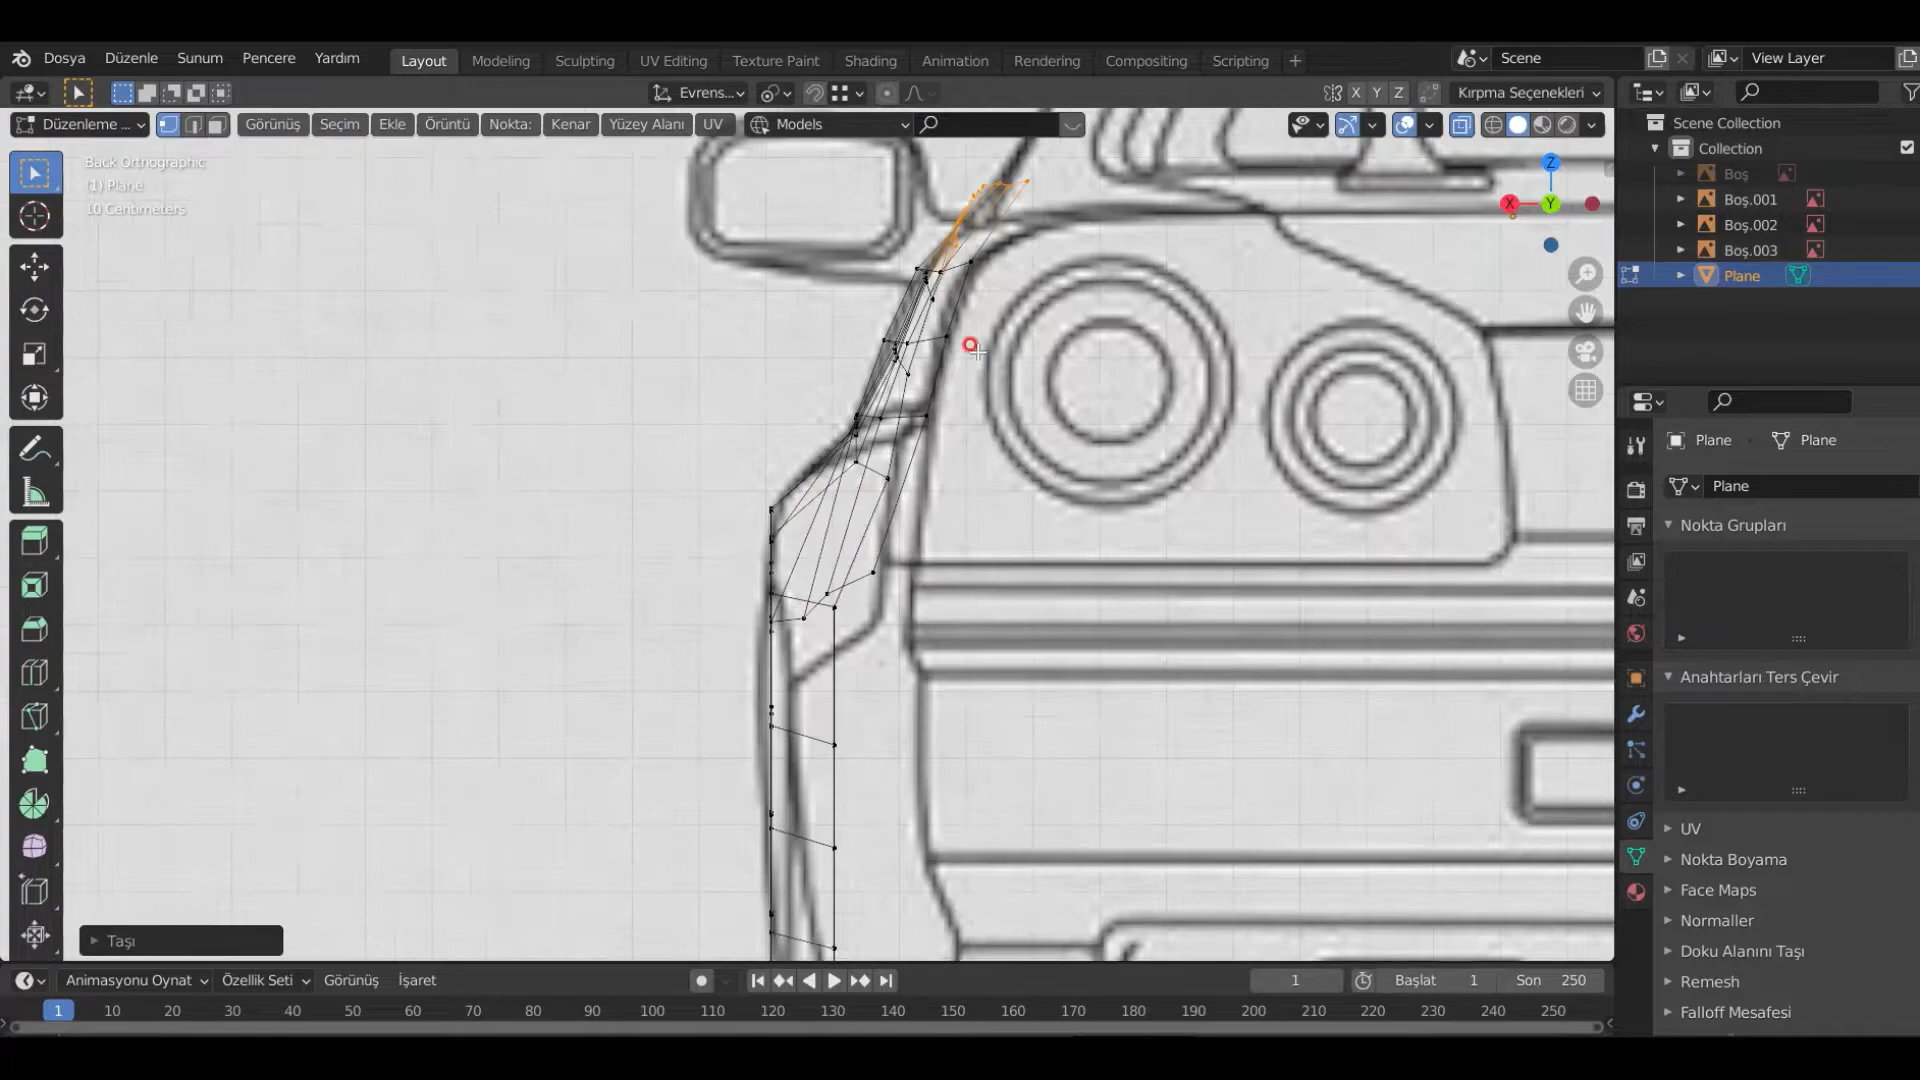 Dosya Düzenle Sunum Pencere Yardım Layout Modeling Sculpting UV Editing Texture Paint Shading Animation Rendering Compositing Scripting + Scene View Layer
Evrens... X Y Z Kırpma Seçenekleri
Düzenleme ... Görünüş Seçim Ekle Örüntü Nokta: Kenar Yüzey Alanı UV Models
Back Orthographic
(1) Plane
10 Centimeters
Z
X
Y
Scene Collection
Collection
Boş
Boş.001
Boş.002
Boş.003
Plane
Plane Plane
Plane
Nokta Grupları
Anahtarları Ters Çevir
UV
Nokta Boyama
Face Maps
Normaller
Doku Alanını Taşı
Remesh
Falloff Mesafesi
Taşı
Animasyonu Oynat Özellik Seti Görünüş İşaret 1 Başlat 1 Son 250
1 10 20 30 40 50 60 70 80 90 100 110 120 130 140 150 160 170 180 190 200 210 220 230 240 250